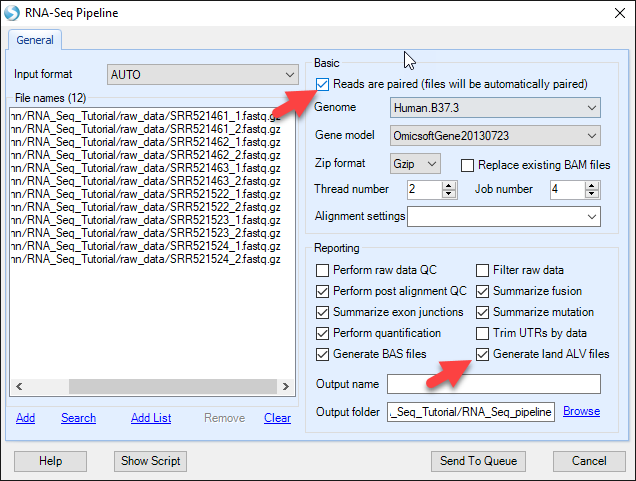 RNA-Seq Pipeline
General
Input format AUTO
File names (12)
nn/RNA_Seq_Tutorial/raw_data/SRR521461_1.fastq.gz
nn/RNA_Seq_Tutorial/raw_data/SRR521461_2.fastq.gz
nn/RNA_Seq_Tutorial/raw_data/SRR521462_1.fastq.gz
nn/RNA_Seq_Tutorial/raw_data/SRR521462_2.fastq.gz
nn/RNA_Seq_Tutorial/raw_data/SRR521463_1.fastq.gz
nn/RNA_Seq_Tutorial/raw_data/SRR521463_2.fastq.gz
nn/RNA_Seq_Tutorial/raw_data/SRR521522_1.fastq.gz
nn/RNA_Seq_Tutorial/raw_data/SRR521522_2.fastq.gz
nn/RNA_Seq_Tutorial/raw_data/SRR521523_1.fastq.gz
nn/RNA_Seq_Tutorial/raw_data/SRR521523_2.fastq.gz
nn/RNA_Seq_Tutorial/raw_data/SRR521524_1.fastq.gz
nn/RNA_Seq_Tutorial/raw_data/SRR521524_2.fastq.gz
Add Search Add List Remove Clear
Basic
Reads are paired (files will be automatically paired)
Genome Human.B37.3
Gene model OmicsoftGene20130723
Zip format Gzip Replace existing BAM files
Thread number 2 Job number 4
Alignment settings
Reporting
Perform raw data QC Filter raw data
Perform post alignment QC Summarize fusion
Summarize exon junctions Summarize mutation
Perform quantification Trim UTRs by data
Generate BAS files Generate land ALV files
Output name
Output folder _Seq_Tutorial/RNA_Seq_pipeline Browse
Help Show Script Send To Queue Cancel